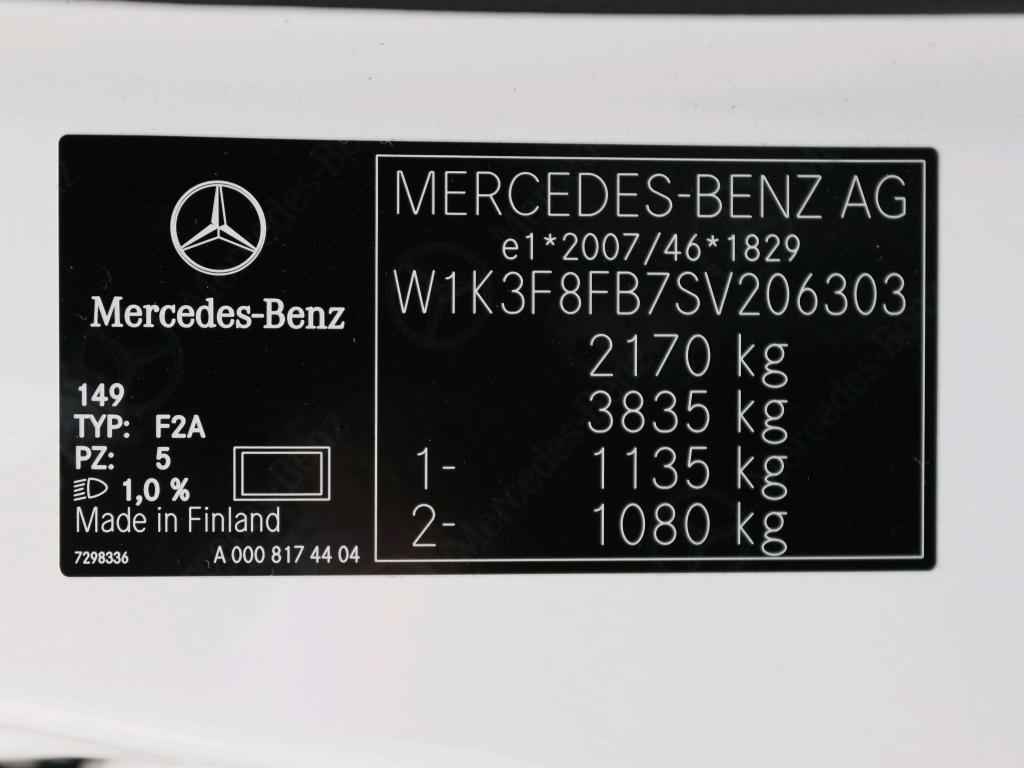 Mercedes-Benz
149
TYP: F2A
PZ: 5
1,0 %
Made in Finland
7298336 A 000 817 44 04
MERCEDES-BENZ AG
e1*2007/46*1829
W1K3F8FB7SV206303
2170 kg
3835 kg
1- 1135 kg
2- 1080 kg